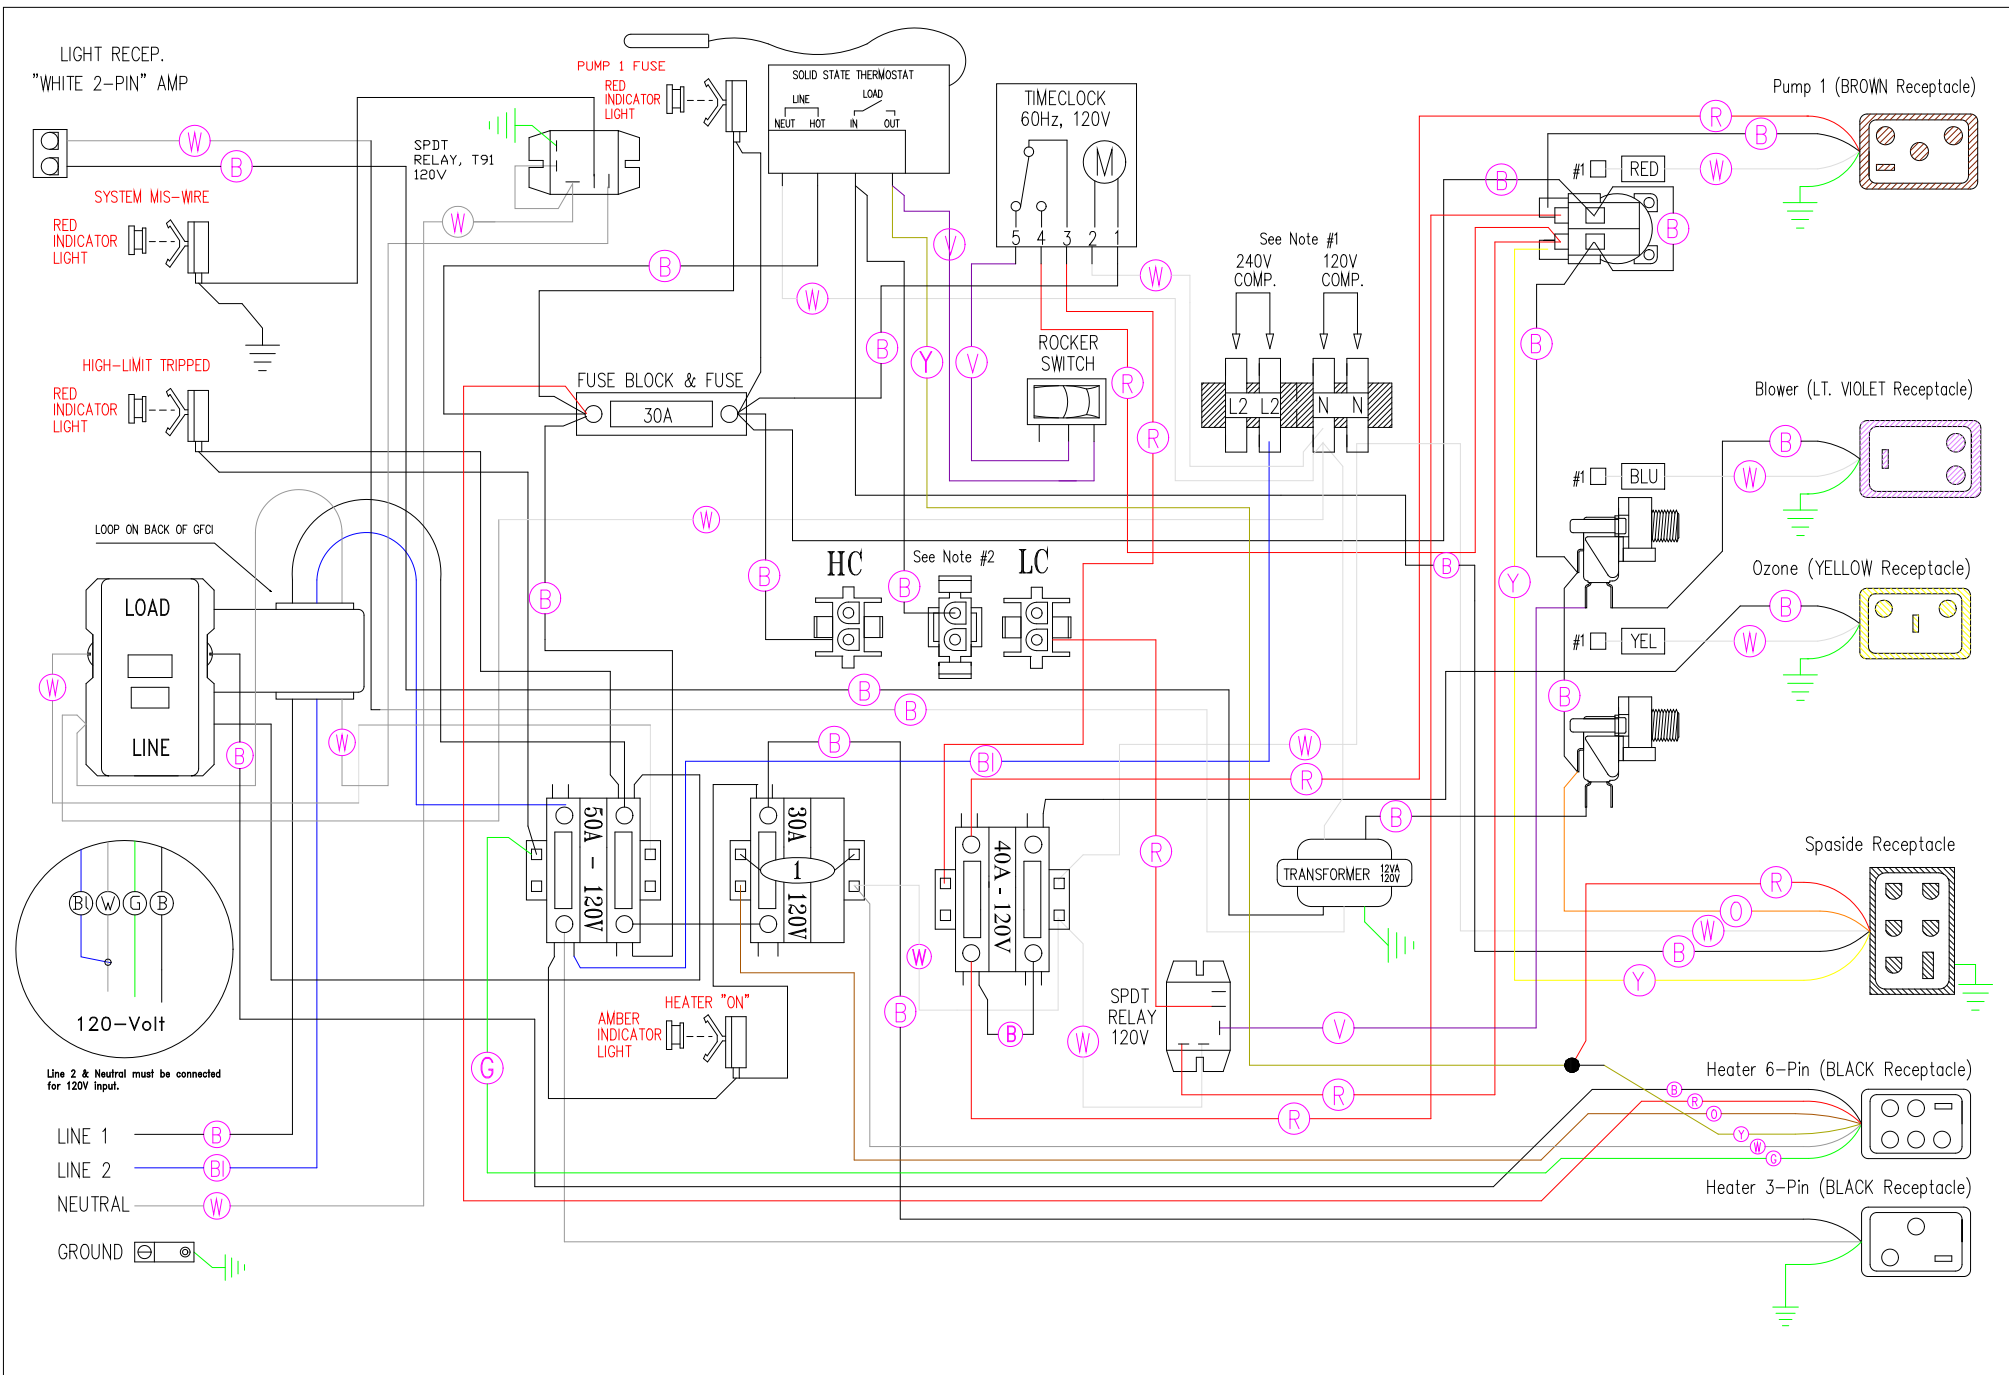 LIGHT RECEP.
"WHITE 2-PIN" AMP
W
B
SYSTEM MIS-WIRE
RED
INDICATOR
LIGHT
SPDT
RELAY, T91
120V
W
PUMP 1 FUSE
RED
INDICATOR
LIGHT
SOLID STATE THERMOSTAT
LINE
LOAD
NEUT
HOT
IN
OUT
TIMECLOCK
60Hz, 120V
M
5 4 3 2 1
V
B
W
W
See Note #1
240V
COMP.
120V
COMP.
Pump 1 (BROWN Receptacle)
R
B
#1
RED
W
B
B
HIGH-LIMIT TRIPPED
RED
INDICATOR
LIGHT
FUSE BLOCK & FUSE
30A
B
Y
V
ROCKER
SWITCH
R
R
L2
L2
N
N
B
Blower (LT. VIOLET Receptacle)
B
#1
BLU
W
LOOP ON BACK OF GFCI
W
HC
See Note #2
LC
B
B
B
B
Y
Ozone (YELLOW Receptacle)
B
#1
YEL
W
LOAD
LINE
W
B
W
B
B
B
W
R
Bl
B
50A - 120V
30A
120V
1
40A-120V
B
R
TRANSFORMER
12VA
120V
Spaside Receptacle
R
O
W
B
Y
Bl
W
G
B
120-Volt
Line 2 & Neutral must be connected
for 120V input.
W
HEATER "ON"
AMBER
INDICATOR
LIGHT
G
B
B
W
SPDT
RELAY
120V
V
R
R
Heater 6-Pin (BLACK Receptacle)
B
R
O
Y
W
G
LINE 1
B
LINE 2
Bl
NEUTRAL
W
GROUND
Heater 3-Pin (BLACK Receptacle)